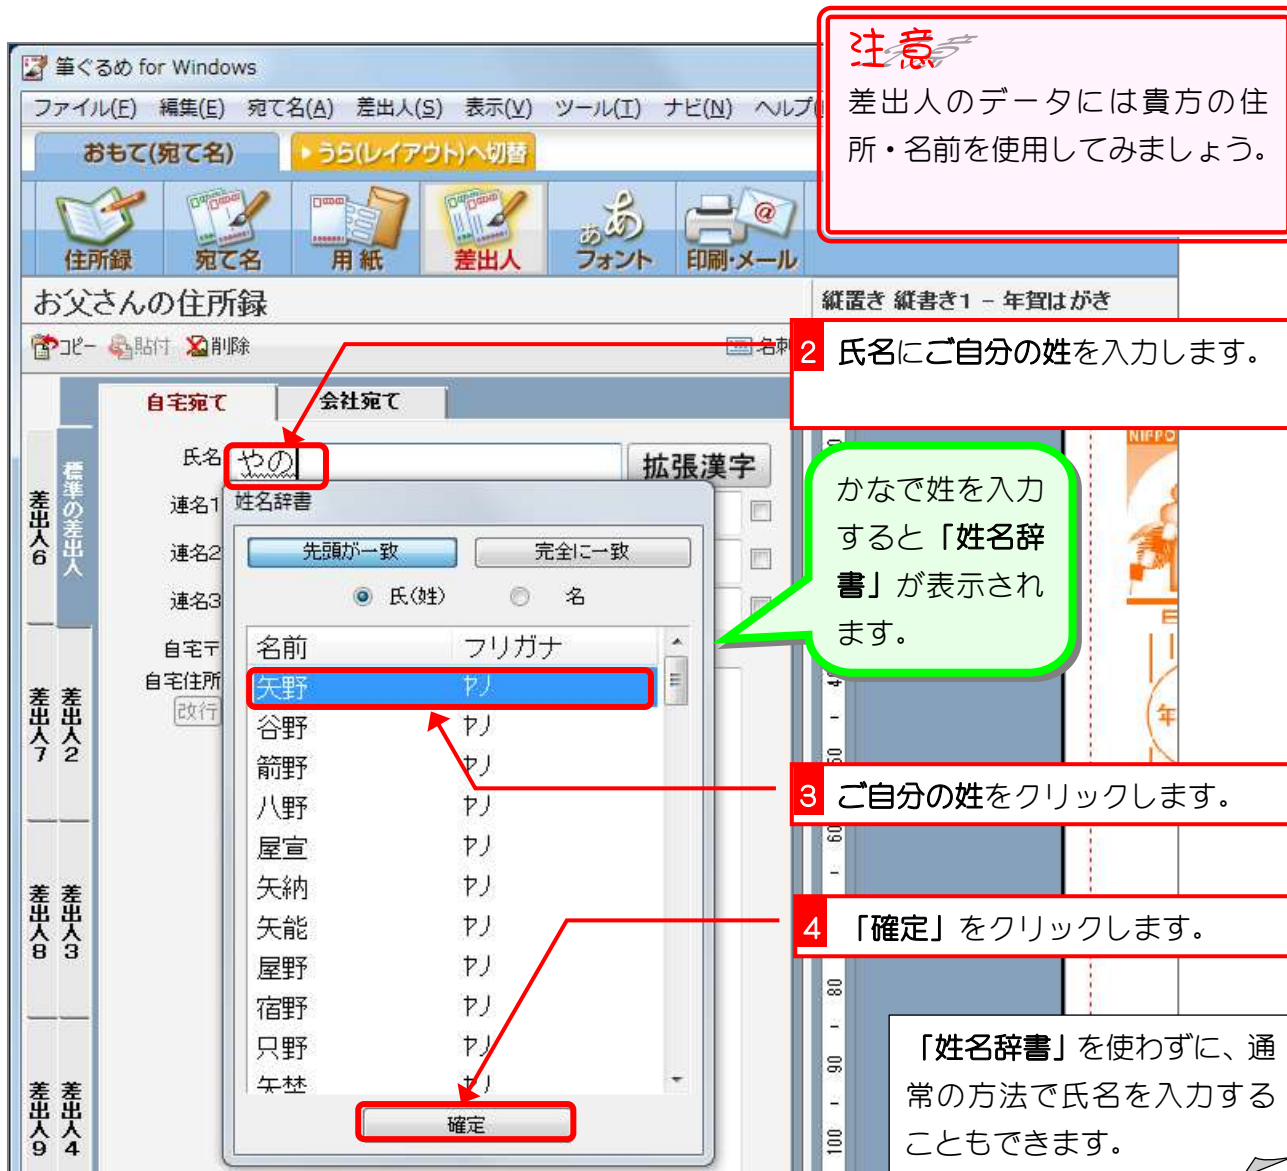 注意
差出人のデータには貴方の住
所・名前を使用してみましょう。
筆ぐるめ for Windows
ファイル(F) 編集(E) 宛て名(A) 差出人(S) 表示(V) ツール(T) ナビ(N) ヘルプ
おもて(宛て名) うら(レイアウト)へ切替
住所録 宛て名 用紙 差出人 フォント 印刷・メール
お父さんの住所録
縦置き 縦書き1 - 年賀はがき
コピー 貼付 削除 名刺
2 氏名にご自分の姓を入力します。
自宅宛て 会社宛て
氏名 やの 拡張漢字
連名1
連名2
連名3
自宅〒
自宅住所
改行
標準の差出人
差出人6
差出人7
差出人2
差出人8
差出人3
差出人9
差出人4
姓名辞書
先頭が一致 完全に一致
氏(姓) 名
名前 フリガナ
矢野 ヤノ
谷野 ヤノ
箭野 ヤノ
八野 ヤノ
屋宣 ヤノ
矢納 ヤノ
矢能 ヤノ
屋野 ヤノ
宿野 ヤノ
只野 ヤノ
矢埜 ヤノ
確定
かなで姓を入力
すると「姓名辞
書」が表示され
ます。
NIPPO
年
3 ご自分の姓をクリックします。
4 「確定」をクリックします。
50
60
80
90
100
「姓名辞書」を使わずに、通
常の方法で氏名を入力する
こともできます。